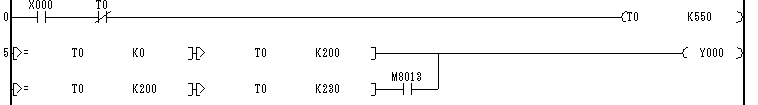 X000 T0
0 (T0 K550 )
5 [>= T0 K0 ]-[> T0 K200 ] ( Y000 )
M8013
[>= T0 K200 ]-[> T0 K230 ]